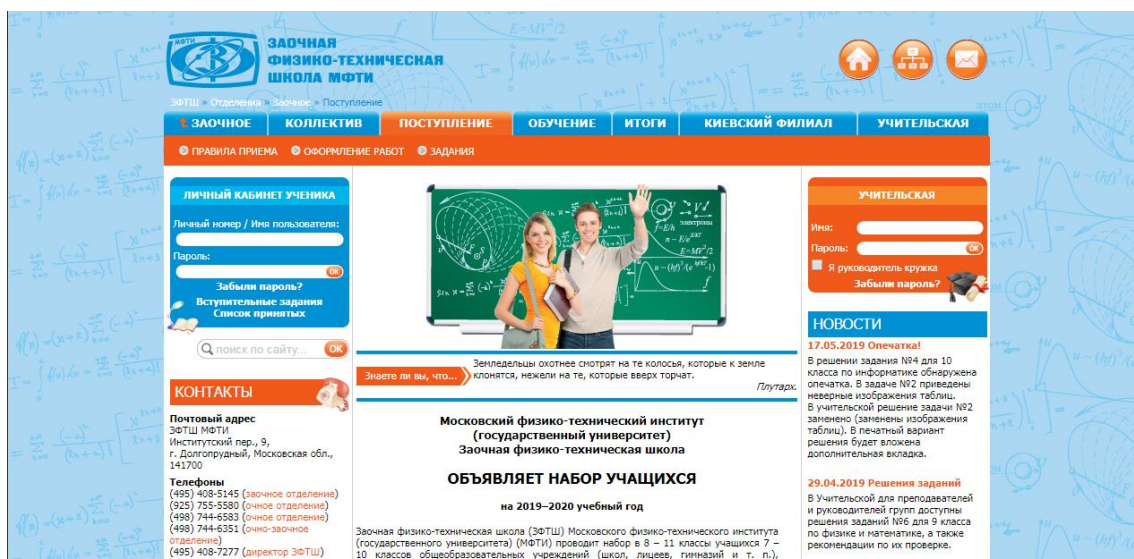 МФТИ
ЗАОЧНАЯ
ФИЗИКО-ТЕХНИЧЕСКАЯ
ШКОЛА МФТИ
ЗФТШ » Отделения » Заочное » Поступление
ЗАОЧНОЕ КОЛЛЕКТИВ ПОСТУПЛЕНИЕ ОБУЧЕНИЕ ИТОГИ КИЕВСКИЙ ФИЛИАЛ УЧИТЕЛЬСКАЯ
ПРАВИЛА ПРИЕМА ОФОРМЛЕНИЕ РАБОТ ЗАДАНИЯ
ЛИЧНЫЙ КАБИНЕТ УЧЕНИКА
Личный номер / Имя пользователя:
Пароль:
ОК
Забыли пароль?
Вступительные задания
Список принятых
поиск по сайту... ОК
КОНТАКТЫ
Почтовый адрес
ЗФТШ МФТИ
Институтский пер., 9,
г. Долгопрудный, Московская обл.,
141700
Телефоны
(495) 408-5145 (заочное отделение)
(925) 755-5580 (очное отделение)
(498) 744-6583 (очное отделение)
(498) 744-6351 (очно-заочное
отделение)
(495) 408-7277 (директор ЗФТШ)
Знаете ли вы, что...
Земледельцы охотнее смотрят на те колосья, которые к земле
клонятся, нежели на те, которые вверх торчат.
Плутарх.
Московский физико-технический институт
(государственный университет)
Заочная физико-техническая школа
ОБЪЯВЛЯЕТ НАБОР УЧАЩИХСЯ
на 2019–2020 учебный год
Заочная физико-техническая школа (ЗФТШ) Московского физико-технического института
(государственного университета) (МФТИ) проводит набор в 8 – 11 классы учащихся 7 –
10 классов общеобразовательных учреждений (школ, лицеев, гимназий и т. п.),
УЧИТЕЛЬСКАЯ
Имя:
Пароль:
ОК
Я руководитель кружка
Забыли пароль?
НОВОСТИ
17.05.2019 Опечатка!
В решении задания №4 для 10
класса по информатике обнаружена
опечатка. В задаче №2 приведены
неверные изображения таблиц.
В учительской решение задачи №2
заменено (заменены изображения
таблиц). В печатный вариант
решения будет вложена
дополнительная вкладка.
29.04.2019 Решения заданий
В Учительской для преподавателей
и руководителей групп доступны
решения заданий №6 для 9 класса
по физике и математике, а также
рекомендации по их проверке.